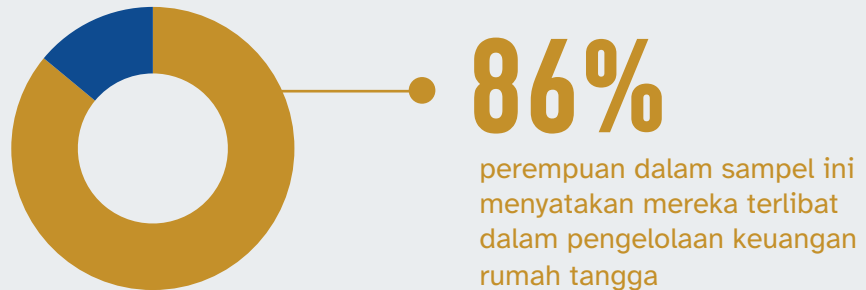 86%
perempuan dalam sampel ini
menyatakan mereka terlibat
dalam pengelolaan keuangan
rumah tangga